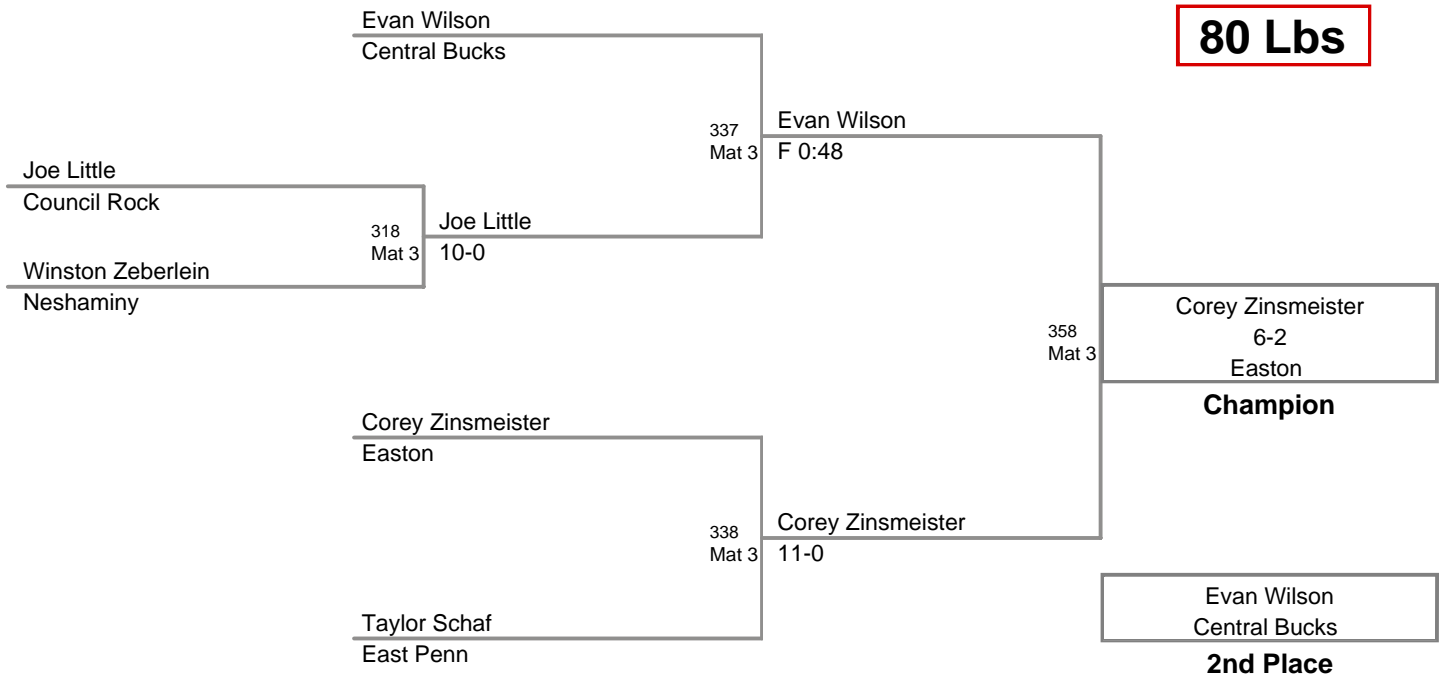 80 Lbs
Evan Wilson
Central Bucks
Joe Little
Council Rock
Winston Zeberlein
Neshaminy
318
Mat 3
Joe Little
10-0
337
Mat 3
Evan Wilson
F 0:48
Corey Zinsmeister
Easton
Taylor Schaf
East Penn
338
Mat 3
Corey Zinsmeister
11-0
358
Mat 3
Corey Zinsmeister
6-2
Easton
Champion
Evan Wilson
Central Bucks
2nd Place